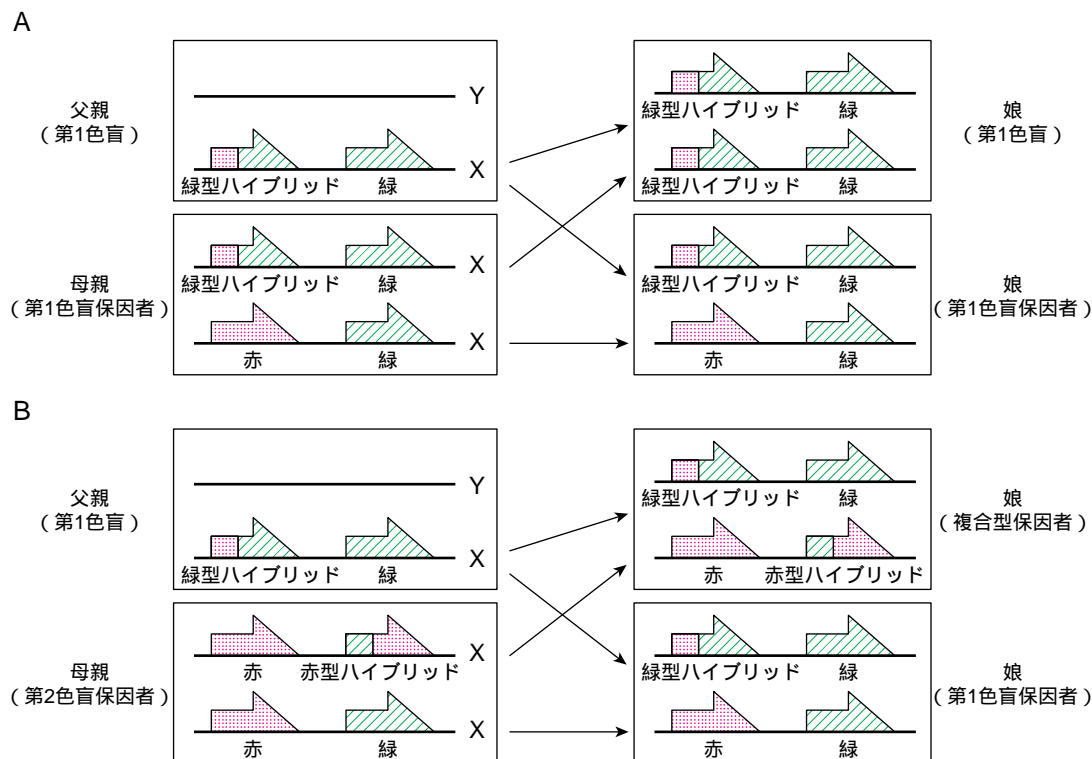 A
父親
(第1色盲)
Y
緑型ハイブリッド 緑
X
母親
(第1色盲保因者)
緑型ハイブリッド 緑
X
赤 緑
X
緑型ハイブリッド 緑
緑型ハイブリッド 緑
娘
(第1色盲)
緑型ハイブリッド 緑
赤 緑
娘
(第1色盲保因者)
B
父親
(第1色盲)
Y
緑型ハイブリッド 緑
X
母親
(第2色盲保因者)
赤 赤型ハイブリッド
X
赤 緑
X
緑型ハイブリッド 緑
赤 赤型ハイブリッド
娘
(複合型保因者)
緑型ハイブリッド 緑
赤 緑
娘
(第1色盲保因者)